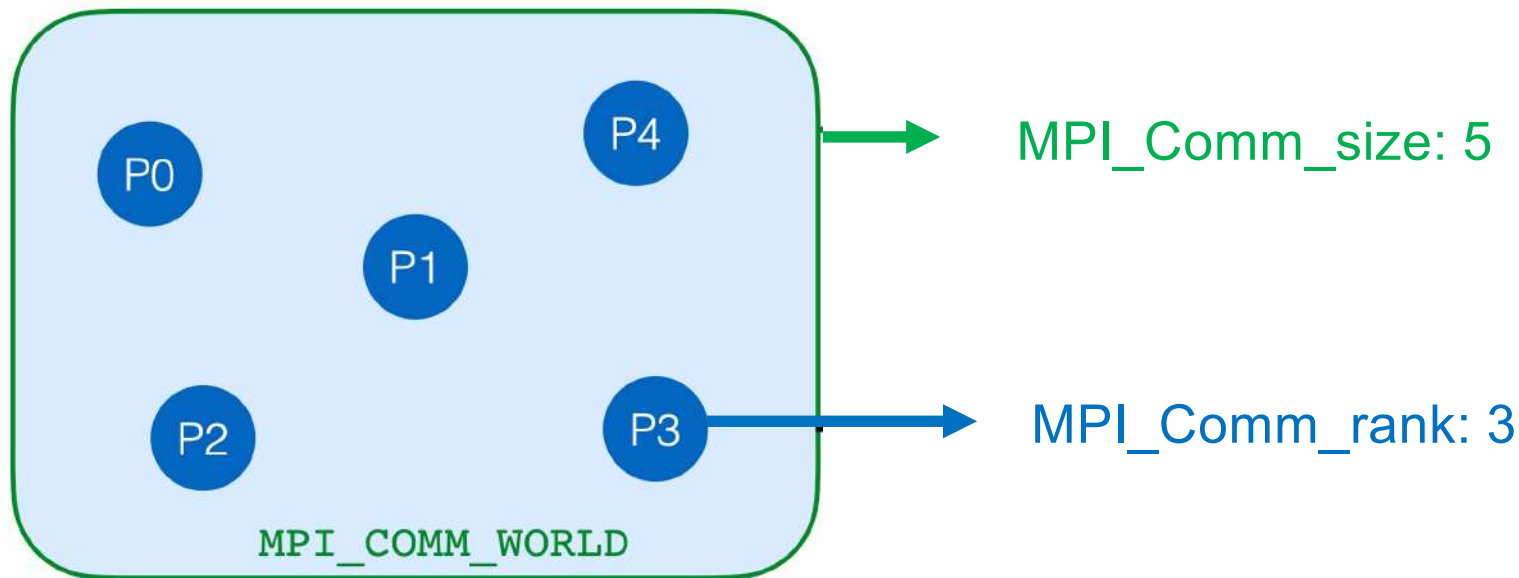 P0
P4
MPI_Comm_size: 5
P1
P2
P3
MPI_Comm_rank: 3
MPI_COMM_WORLD